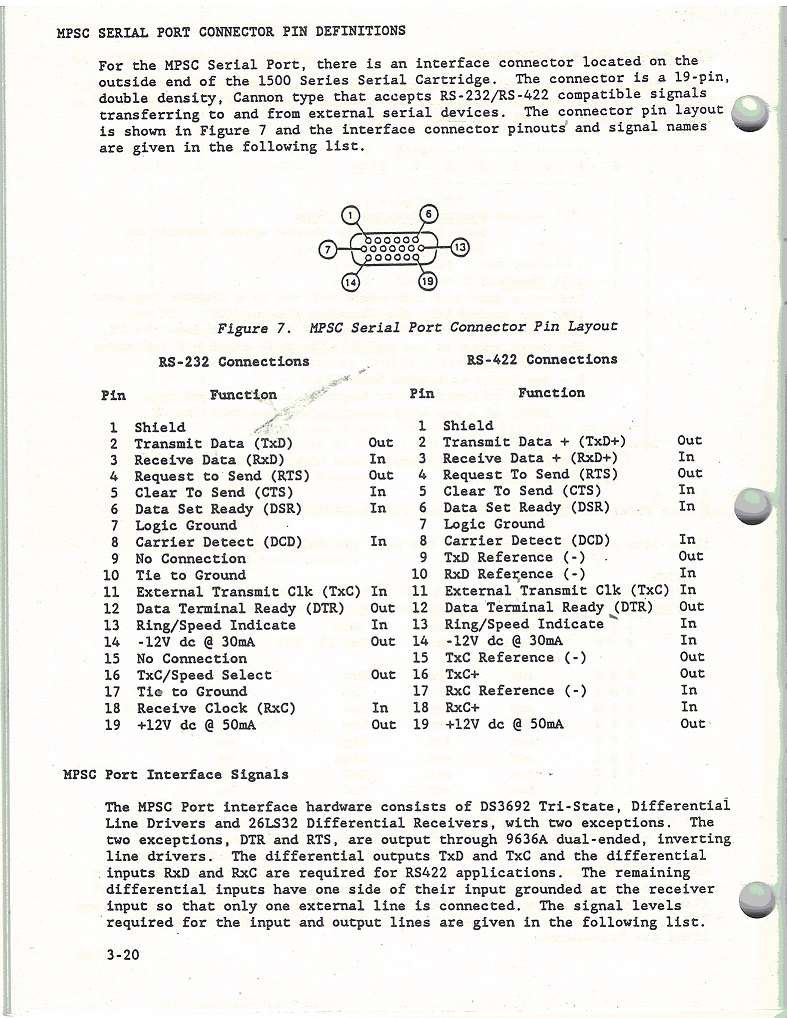 MPSC SERIAL PORT CONNECTOR PIN DEFINITIONS
For the MPSC Serial Port, there is an interface connector located on the
outside end of the 1500 Series Serial Cartridge. The connector is a 19-pin,
double density, Cannon type that accepts RS-232/RS-422 compatible signals
transferring to and from external serial devices. The connector pin layout
is shown in Figure 7 and the interface connector pinouts and signal names
are given in the following list.
1 6
7 13
14 19
Figure 7. MPSC Serial Port Connector Pin Layout
RS-232 Connections RS-422 Connections
Pin Function Pin Function
1 Shield 1 Shield
2 Transmit Data (TxD) Out 2 Transmit Data + (TxD+) Out
3 Receive Data (RxD) In 3 Receive Data + (RxD+) In
4 Request to Send (RTS) Out 4 Request To Send (RTS) Out
5 Clear To Send (CTS) In 5 Clear To Send (CTS) In
6 Data Set Ready (DSR) In 6 Data Set Ready (DSR) In
7 Logic Ground 7 Logic Ground
8 Carrier Detect (DCD) In 8 Carrier Detect (DCD) In
9 No Connection 9 TxD Reference (-) Out
10 Tie to Ground 10 RxD Reference (-) In
11 External Transmit Clk (TxC) In 11 External Transmit Clk (TxC) In
12 Data Terminal Ready (DTR) Out 12 Data Terminal Ready (DTR) Out
13 Ring/Speed Indicate In 13 Ring/Speed Indicate In
14 -12V dc @ 30mA Out 14 -12V dc @ 30mA In
15 No Connection 15 TxC Reference (-) Out
16 TxC/Speed Select Out 16 TxC+ Out
17 Tie to Ground 17 RxC Reference (-) In
18 Receive Clock (RxC) In 18 RxC+ In
19 +12V dc @ 50mA Out 19 +12V dc @ 50mA Out
MPSC Port Interface Signals
The MPSC Port interface hardware consists of DS3692 Tri-State, Differential
Line Drivers and 26LS32 Differential Receivers, with two exceptions. The
two exceptions, DTR and RTS, are output through 9636A dual-ended, inverting
line drivers. The differential outputs TxD and TxC and the differential
inputs RxD and RxC are required for RS422 applications. The remaining
differential inputs have one side of their input grounded at the receiver
input so that only one external line is connected. The signal levels
required for the input and output lines are given in the following list.
3-20